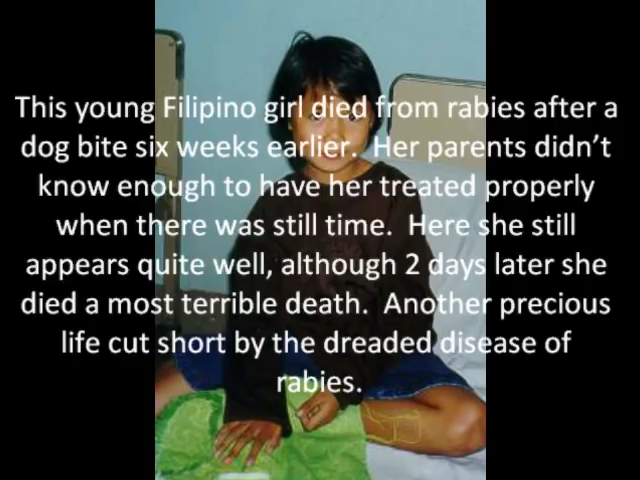 This young Filipino girl died from rabies after a
dog bite six weeks earlier.  Her parents didn’t
know enough to have her treated properly
when there was still time.  Here she still
appears quite well, although 2 days later she
died a most terrible death.  Another precious
life cut short by the dreaded disease of
rabies.